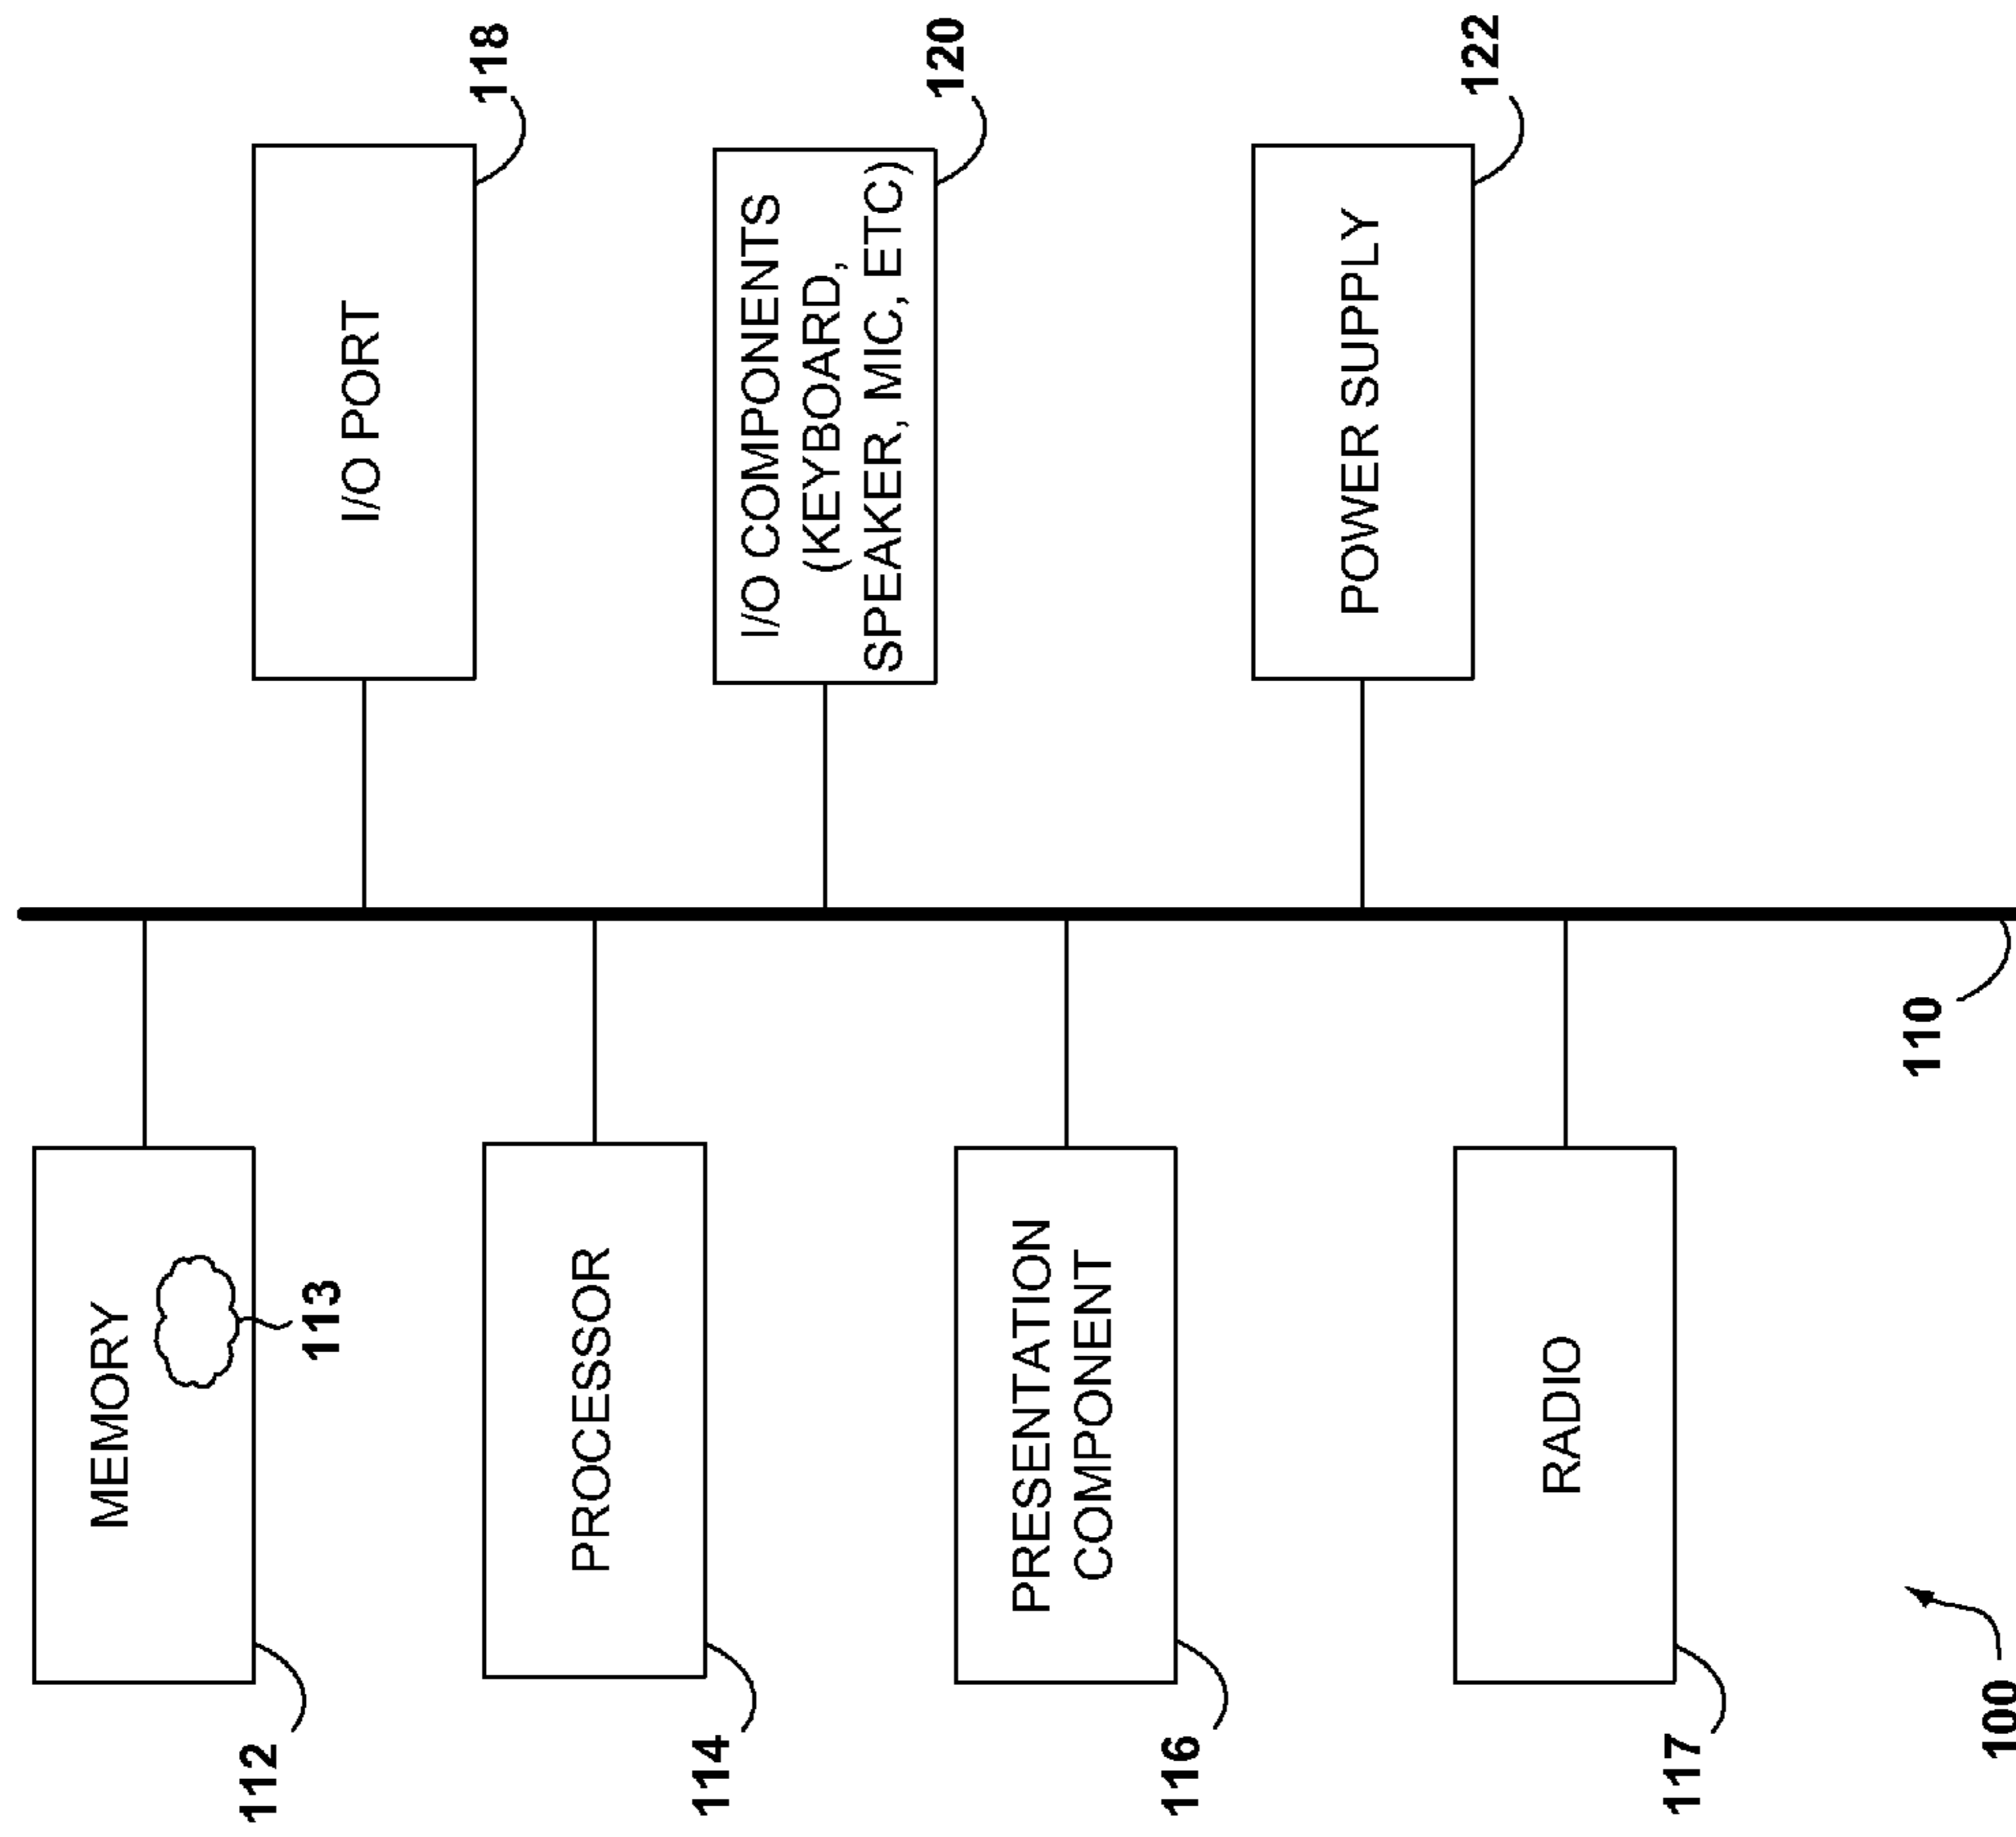 MEMORY
113
112
PROCESSOR
114
PRESENTATION
COMPONENT
116
RADIO
117
100
110
I/O PORT
118
I/O COMPONENTS
(KEYBOARD,
SPEAKER, MIC, ETC)
120
POWER SUPPLY
122